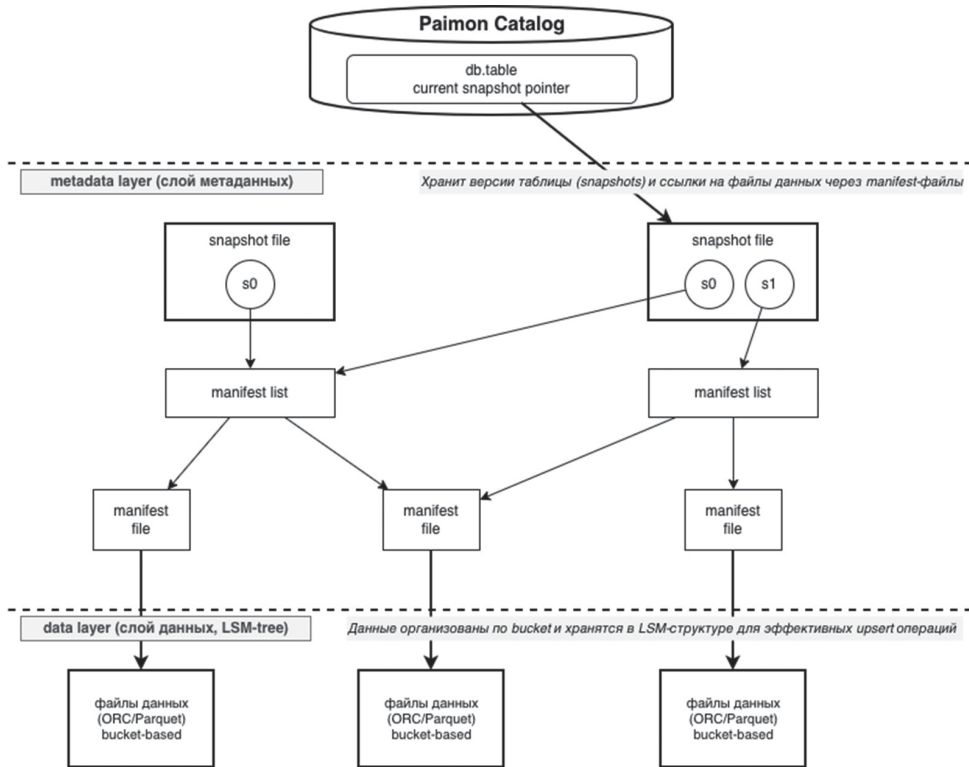 Paimon Catalog
db.table
current snapshot pointer
metadata layer (слой метаданных)
Хранит версии таблицы (snapshots) и ссылки на файлы данных через manifest-файлы
snapshot file
s0
snapshot file
s0
s1
manifest list
manifest list
manifest
file
manifest
file
manifest
file
data layer (слой данных, LSM-tree)
Данные организованы по bucket и хранятся в LSM-структуре для эффективных upsert операций
файлы данных
(ORC/Parquet)
bucket-based
файлы данных
(ORC/Parquet)
bucket-based
файлы данных
(ORC/Parquet)
bucket-based